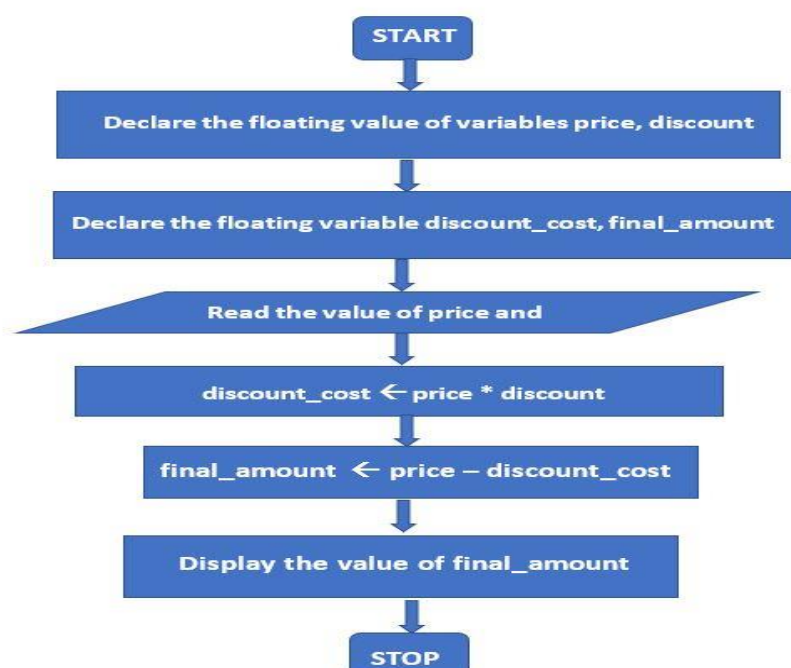 START
Declare the floating value of variables price, discount
Declare the floating variable discount_cost, final_amount
Read the value of price and
discount_cost ← price * discount
final_amount ← price – discount_cost
Display the value of final_amount
STOP